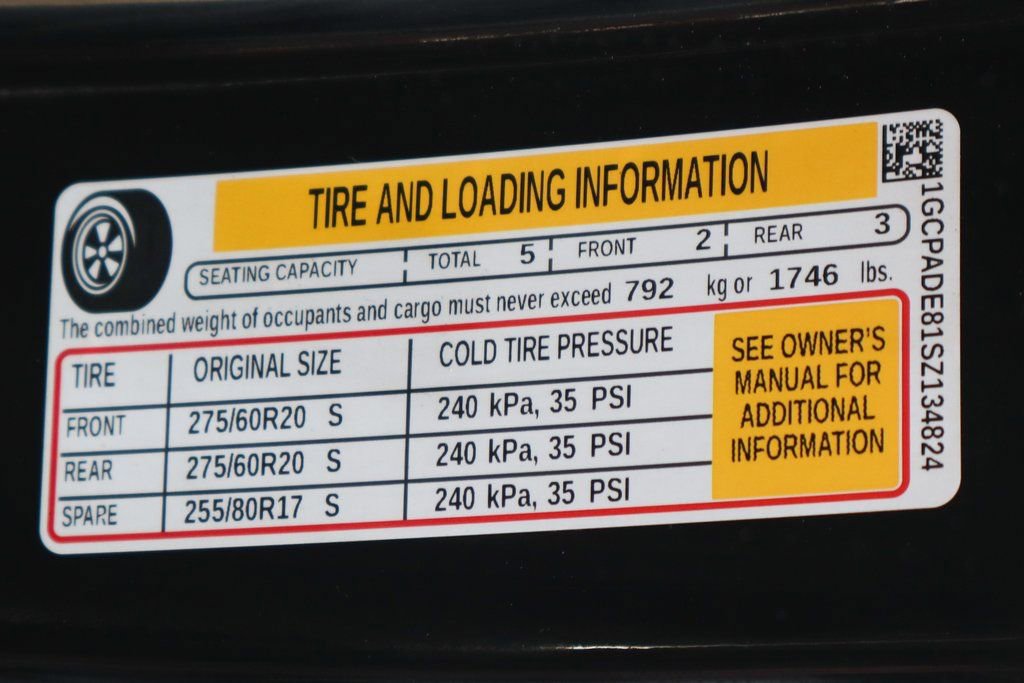 TIRE AND LOADING INFORMATION
SEATING CAPACITY TOTAL 5 FRONT 2 REAR 3
The combined weight of occupants and cargo must never exceed 792 kg or 1746 lbs.
TIRE ORIGINAL SIZE COLD TIRE PRESSURE
FRONT 275/60R20 S 240 kPa, 35 PSI
REAR 275/60R20 S 240 kPa, 35 PSI
SPARE 255/80R17 S 240 kPa, 35 PSI
SEE OWNER'S
MANUAL FOR
ADDITIONAL
INFORMATION
1GCPADE81SZ134824